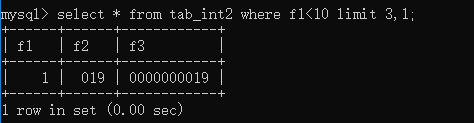 mysql> select * from tab_int2 where f1<10 limit 3,1;
+------+------+------------+
| f1   | f2   | f3         |
+------+------+------------+
|    1 |  019 | 0000000019 |
+------+------+------------+
1 row in set (0.00 sec)